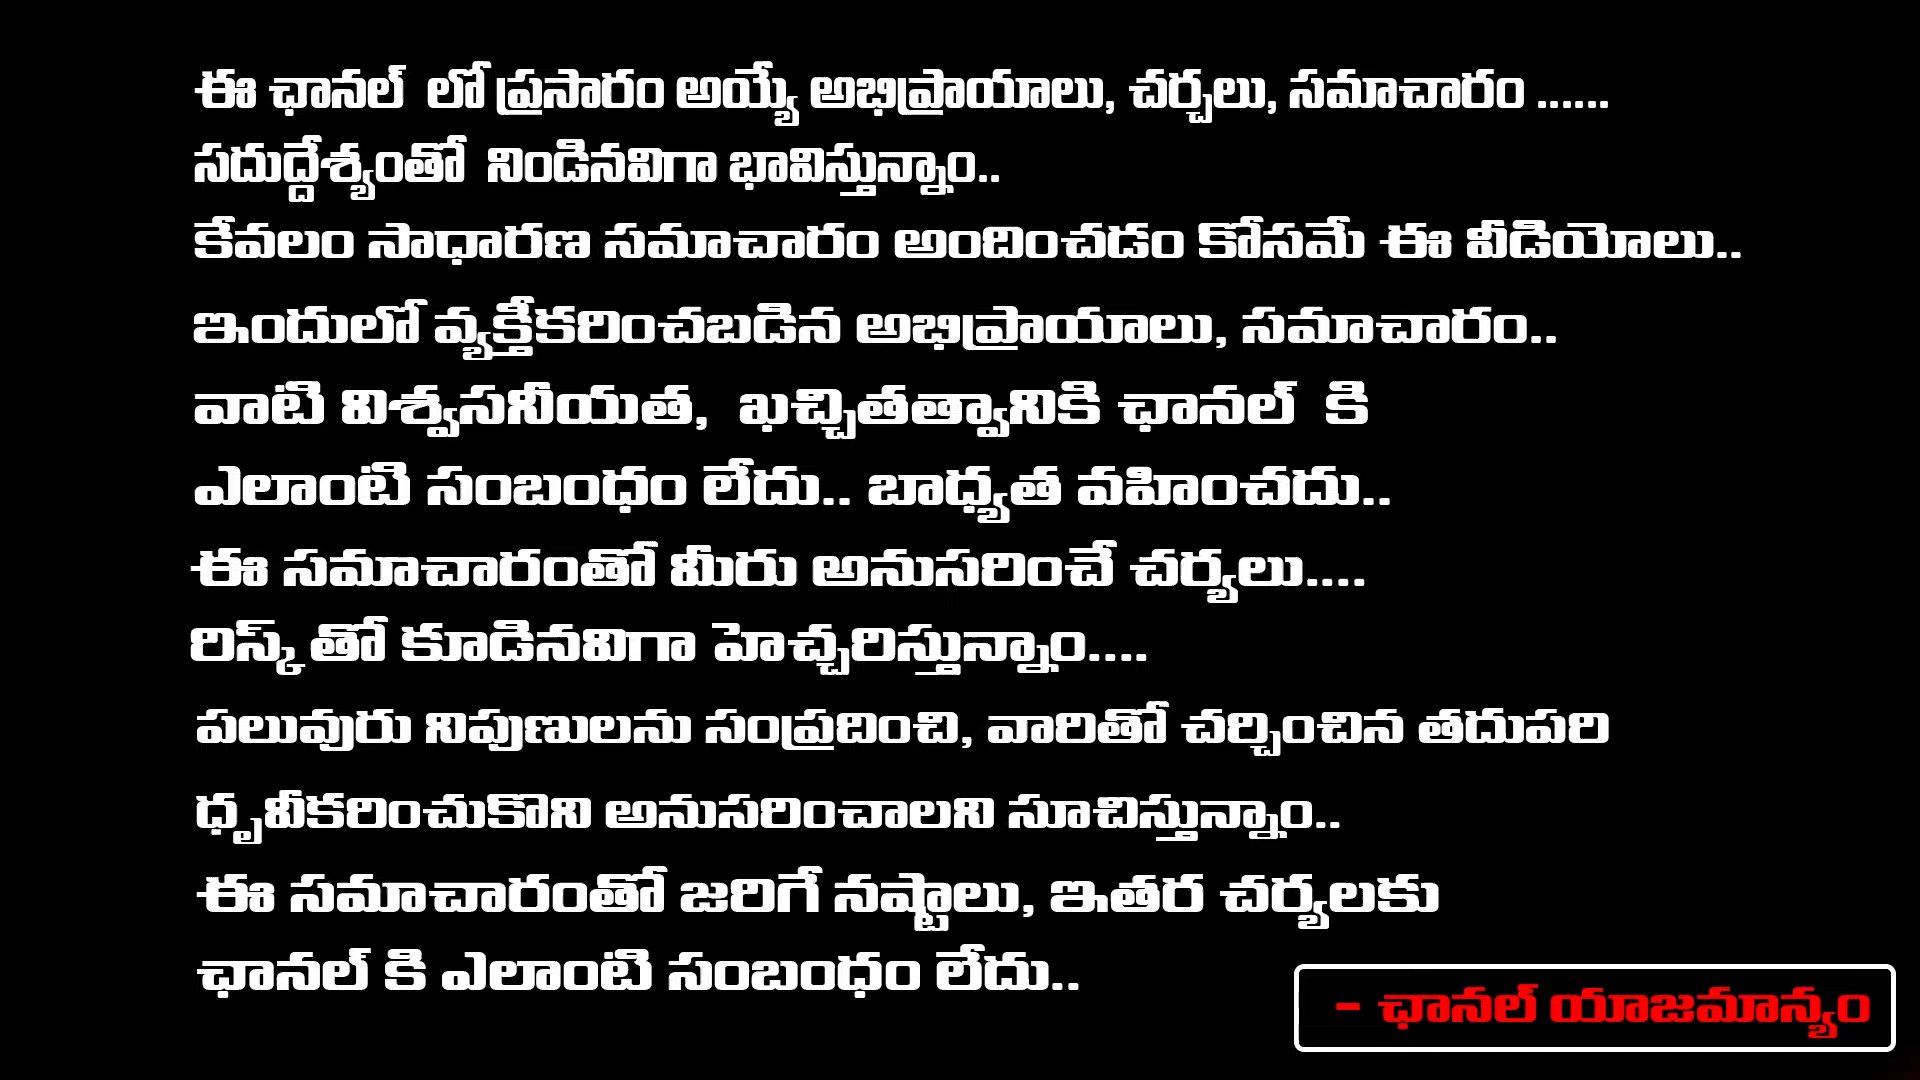 ఈ ఛానల్ లో ప్రసారం అయ్యే అభిప్రాయాలు, చర్చలు, సమాచారం ......
సదుద్దేశ్యంతో నిండినవిగా భావిస్తున్నాం..
కేవలం సాధారణ సమాచారం అందించడం కోసమే ఈ వీడియోలు..
ఇందులో వ్యక్తీకరించబడిన అభిప్రాయాలు, సమాచారం..
వాటి విశ్వసనీయత, ఖచ్చితత్వానికి ఛానల్ కి
ఎలాంటి సంబంధం లేదు.. బాధ్యత వహించదు..
ఈ సమాచారంతో మీరు అనుసరించే చర్యలు....
రిస్క్ తో కూడినవిగా హెచ్చరిస్తున్నాం....
పలువురు నిపుణులను సంప్రదించి, వారితో చర్చించిన తదుపరి
ధృవీకరించుకొని అనుసరించాలని సూచిస్తున్నాం..
ఈ సమాచారంతో జరిగే నష్టాలు, ఇతర చర్యలకు
ఛానల్ కి ఎలాంటి సంబంధం లేదు..
- ఛానల్ యాజమాన్యం